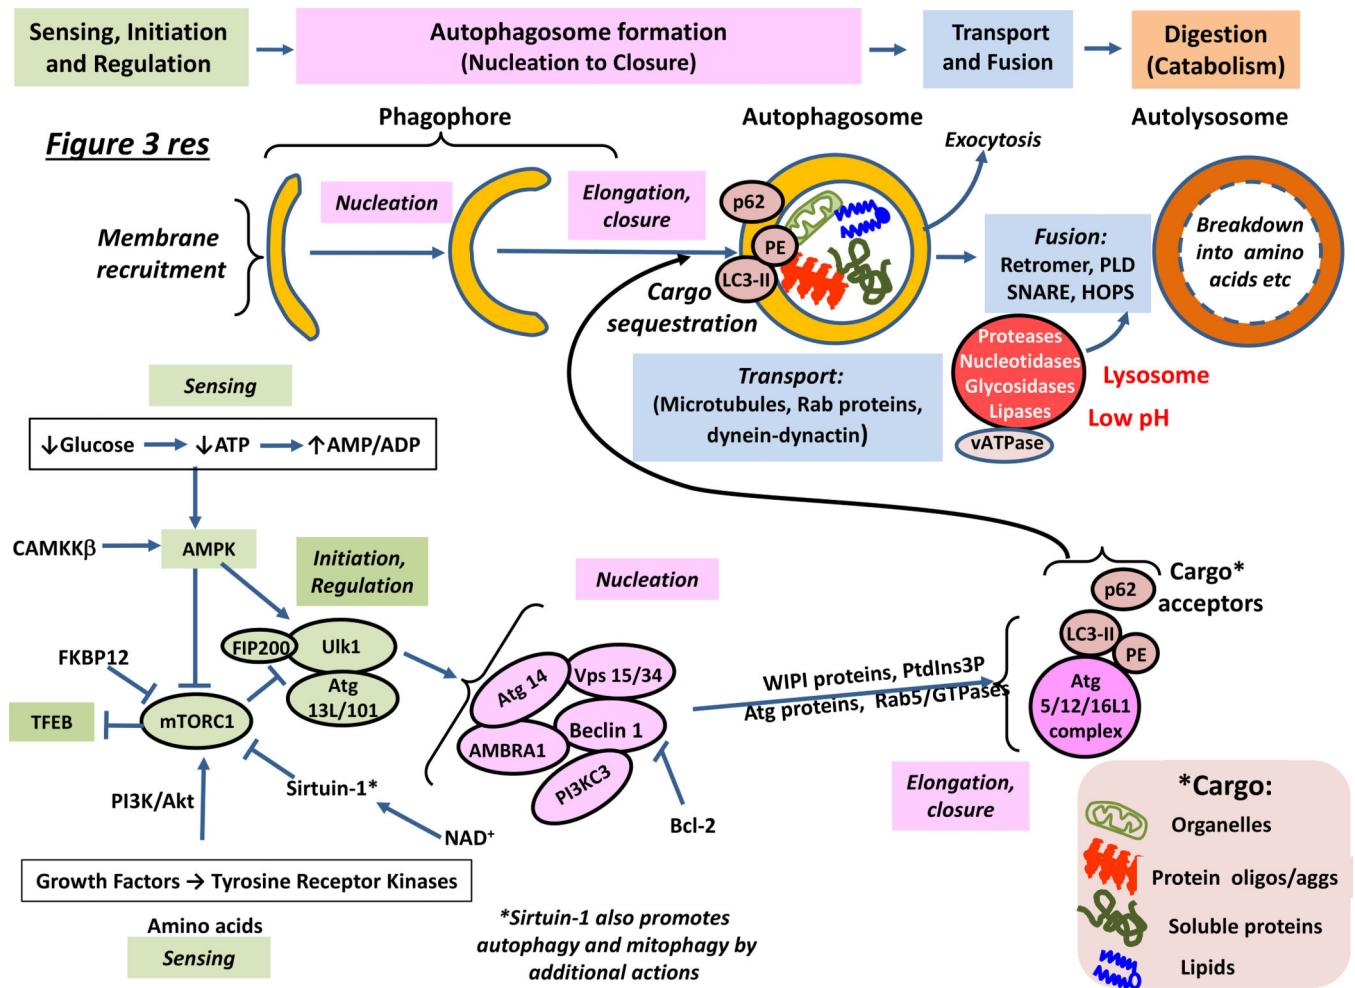 Sensing, Initiation
and Regulation
Autophagosome formation
(Nucleation to Closure)
Transport
and Fusion
Digestion
(Catabolism)
Figure 3 res
Phagophore
Autophagosome
Autolysosome
Exocytosis
Nucleation
Elongation,
closure
Membrane
recruitment
p62
PE
LC3-II
Cargo
sequestration
Fusion:
Retromer, PLD
SNARE, HOPS
Breakdown
into amino
acids etc
Proteases
Nucleotidases
Glycosidases
Lipases
vATPase
Lysosome
Low pH
Transport:
(Microtubules, Rab proteins,
dynein-dynactin)
Sensing
↓Glucose → ↓ATP → ↑AMP/ADP
CAMKKβ
AMPK
Initiation,
Regulation
FIP200
Ulk1
Atg
13L/101
FKBP12
TFEB
mTORC1
PI3K/Akt
Sirtuin-1*
NAD⁺
Growth Factors → Tyrosine Receptor Kinases
Amino acids
Sensing
Nucleation
Atg 14
Vps 15/34
Beclin 1
AMBRA1
PI3KC3
Bcl-2
*Sirtuin-1 also promotes
autophagy and mitophagy by
additional actions
WIPI proteins, PtdIns3P
Atg proteins, Rab5/GTPases
Cargo*
acceptors
p62
LC3-II
PE
Atg
5/12/16L1
complex
Elongation,
closure
*Cargo:
Organelles
Protein oligos/aggs
Soluble proteins
Lipids